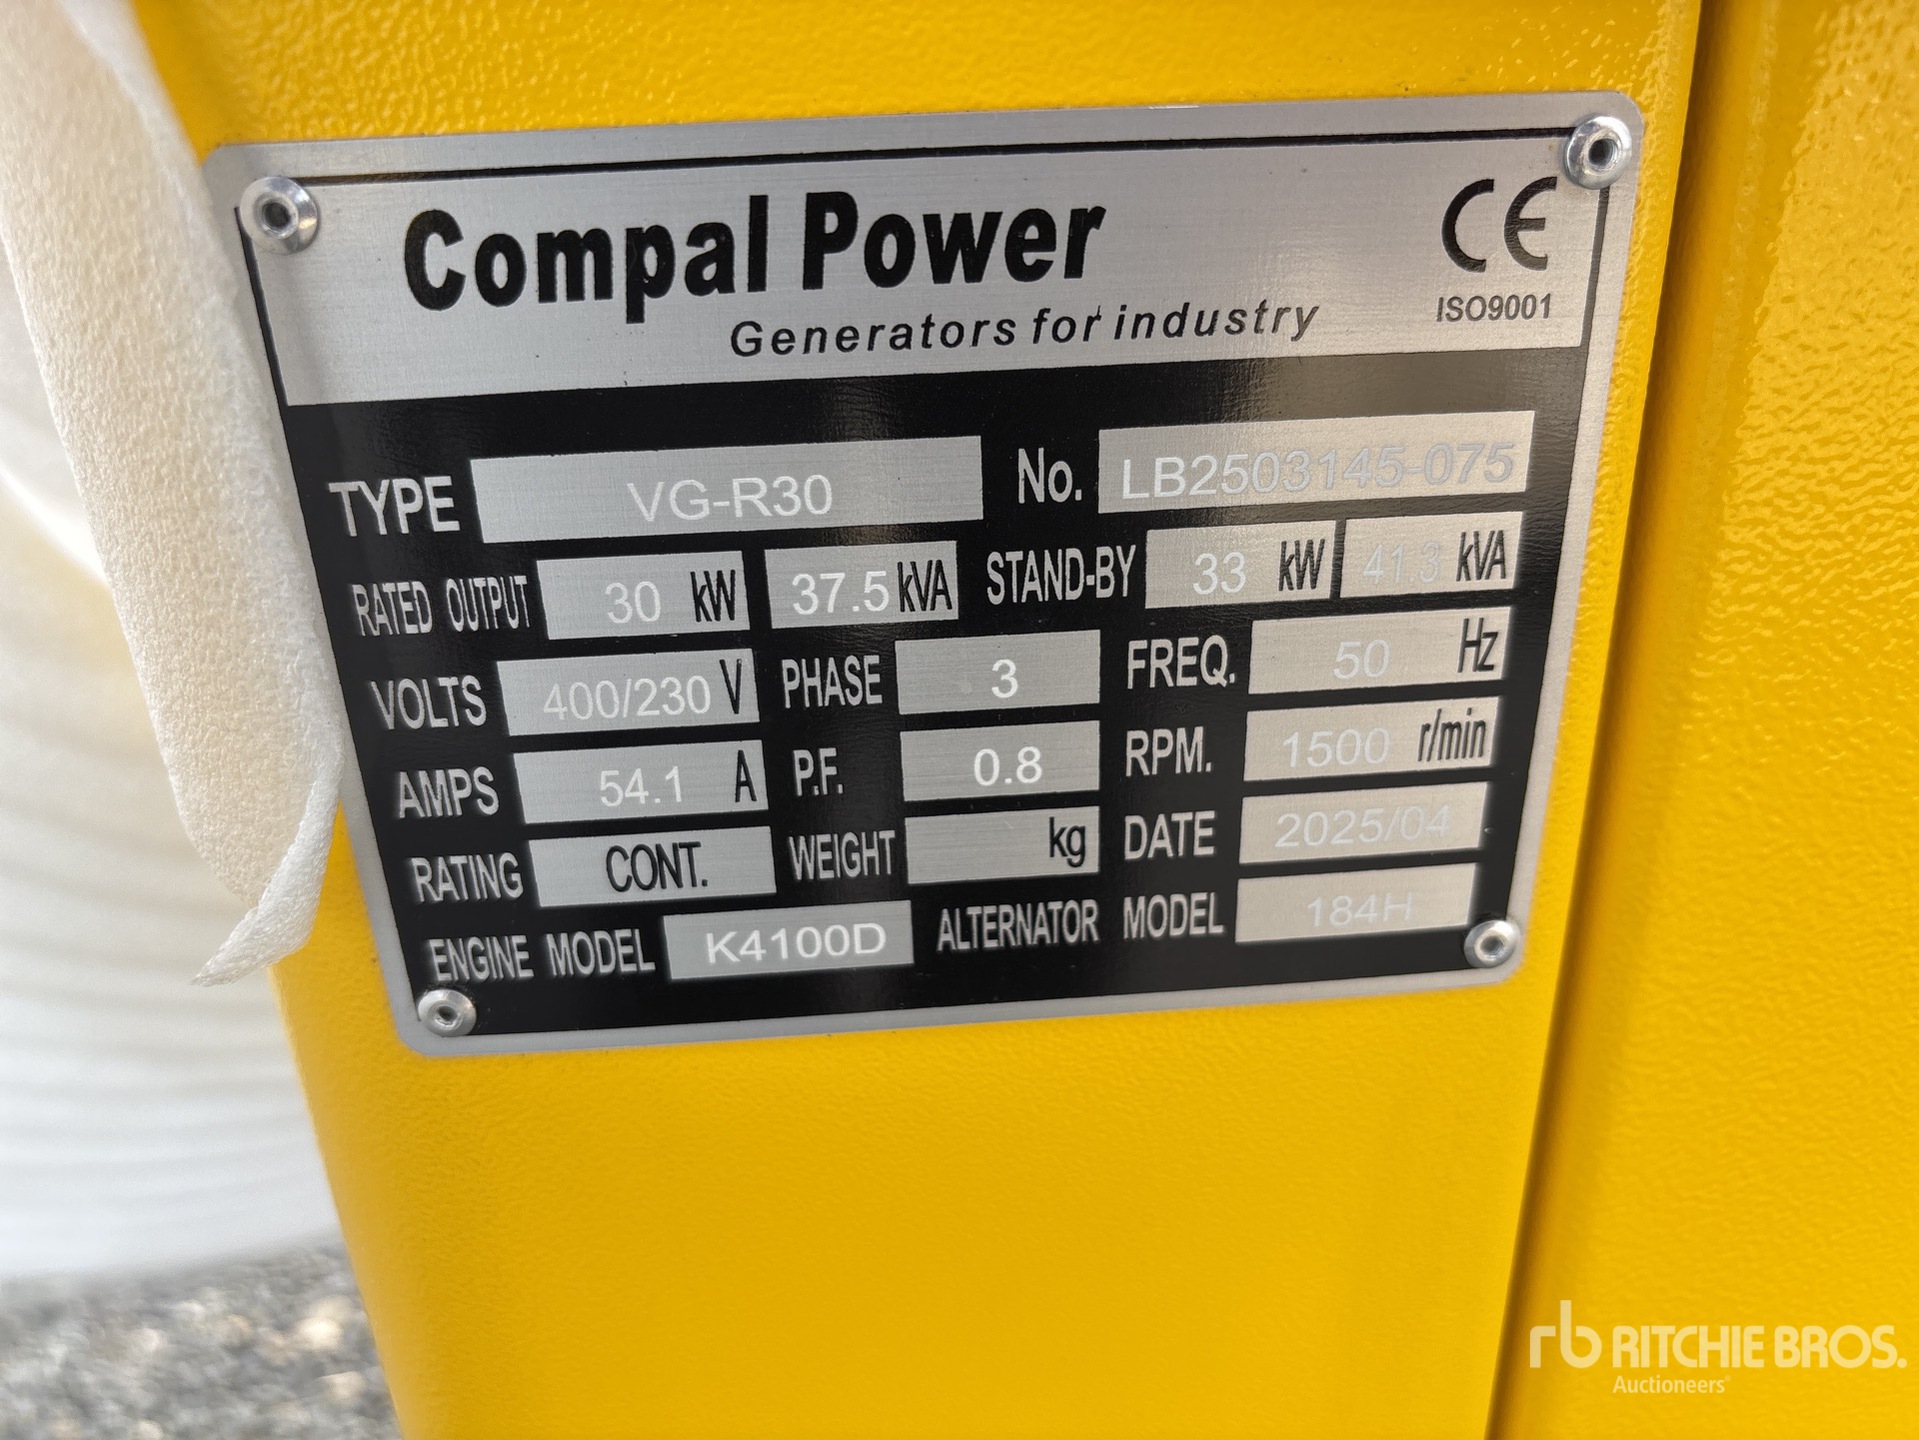 Compal Power
Generators for industry
CE
ISO9001
TYPE VG-R30 No. LB2503145-075
RATED OUTPUT 30 kW 37.5 kVA STAND-BY 33 kW 41.3 kVA
VOLTS 400/230 V PHASE 3 FREQ. 50 Hz
AMPS 54.1 A P.F. 0.8 RPM. 1500 r/min
RATING CONT. WEIGHT kg DATE 2025/04
ENGINE MODEL K4100D ALTERNATOR MODEL 184H
rb RITCHIE BROS.
Auctioneers